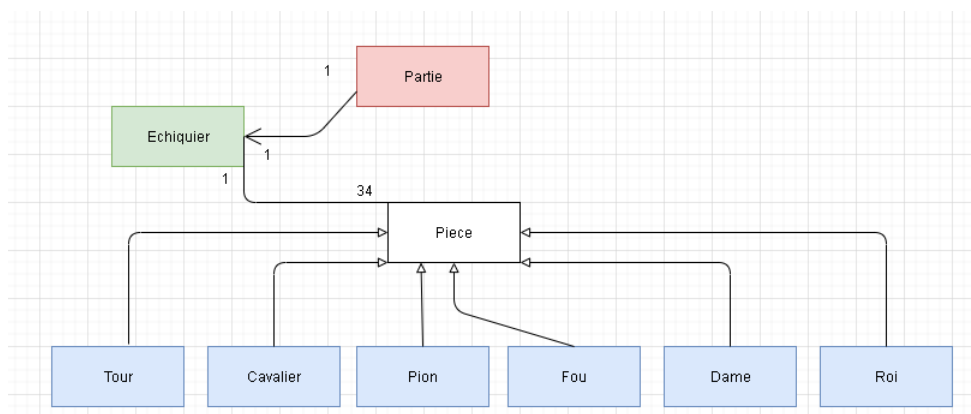 Partie
1
Echiquier
1
1
34
Piece
Tour
Cavalier
Pion
Fou
Dame
Roi